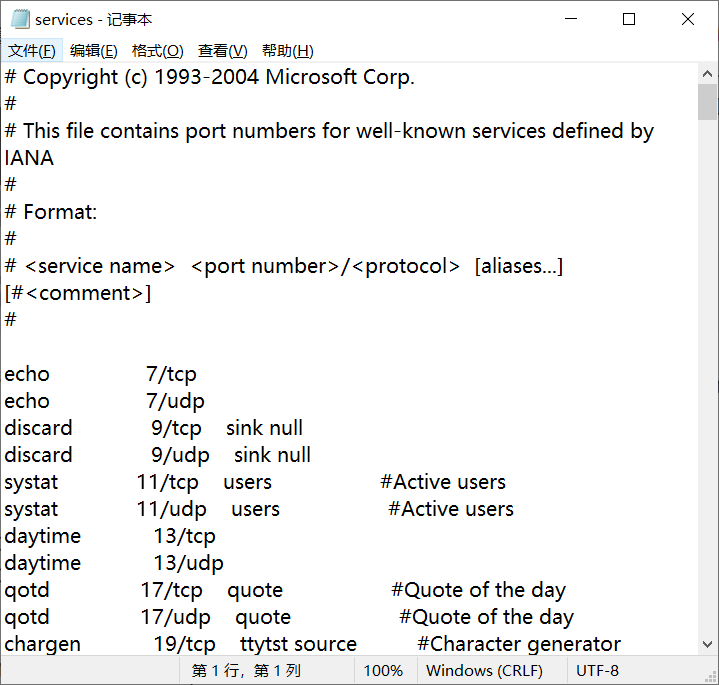 services - 记事本
文件(F) 编辑(E) 格式(O) 查看(V) 帮助(H)
# Copyright (c) 1993-2004 Microsoft Corp.
#
# This file contains port numbers for well-known services defined by
IANA
#
# Format:
#
# <service name>  <port number>/<protocol>  [aliases...]
[#<comment>]
#
echo                7/tcp
echo                7/udp
discard             9/tcp    sink null
discard             9/udp    sink null
systat             11/tcp    users                  #Active users
systat             11/udp    users                  #Active users
daytime            13/tcp
daytime            13/udp
qotd               17/tcp    quote                  #Quote of the day
qotd               17/udp    quote                  #Quote of the day
chargen            19/tcp    ttytst source          #Character generator
第 1 行，第 1 列 100% Windows (CRLF) UTF-8